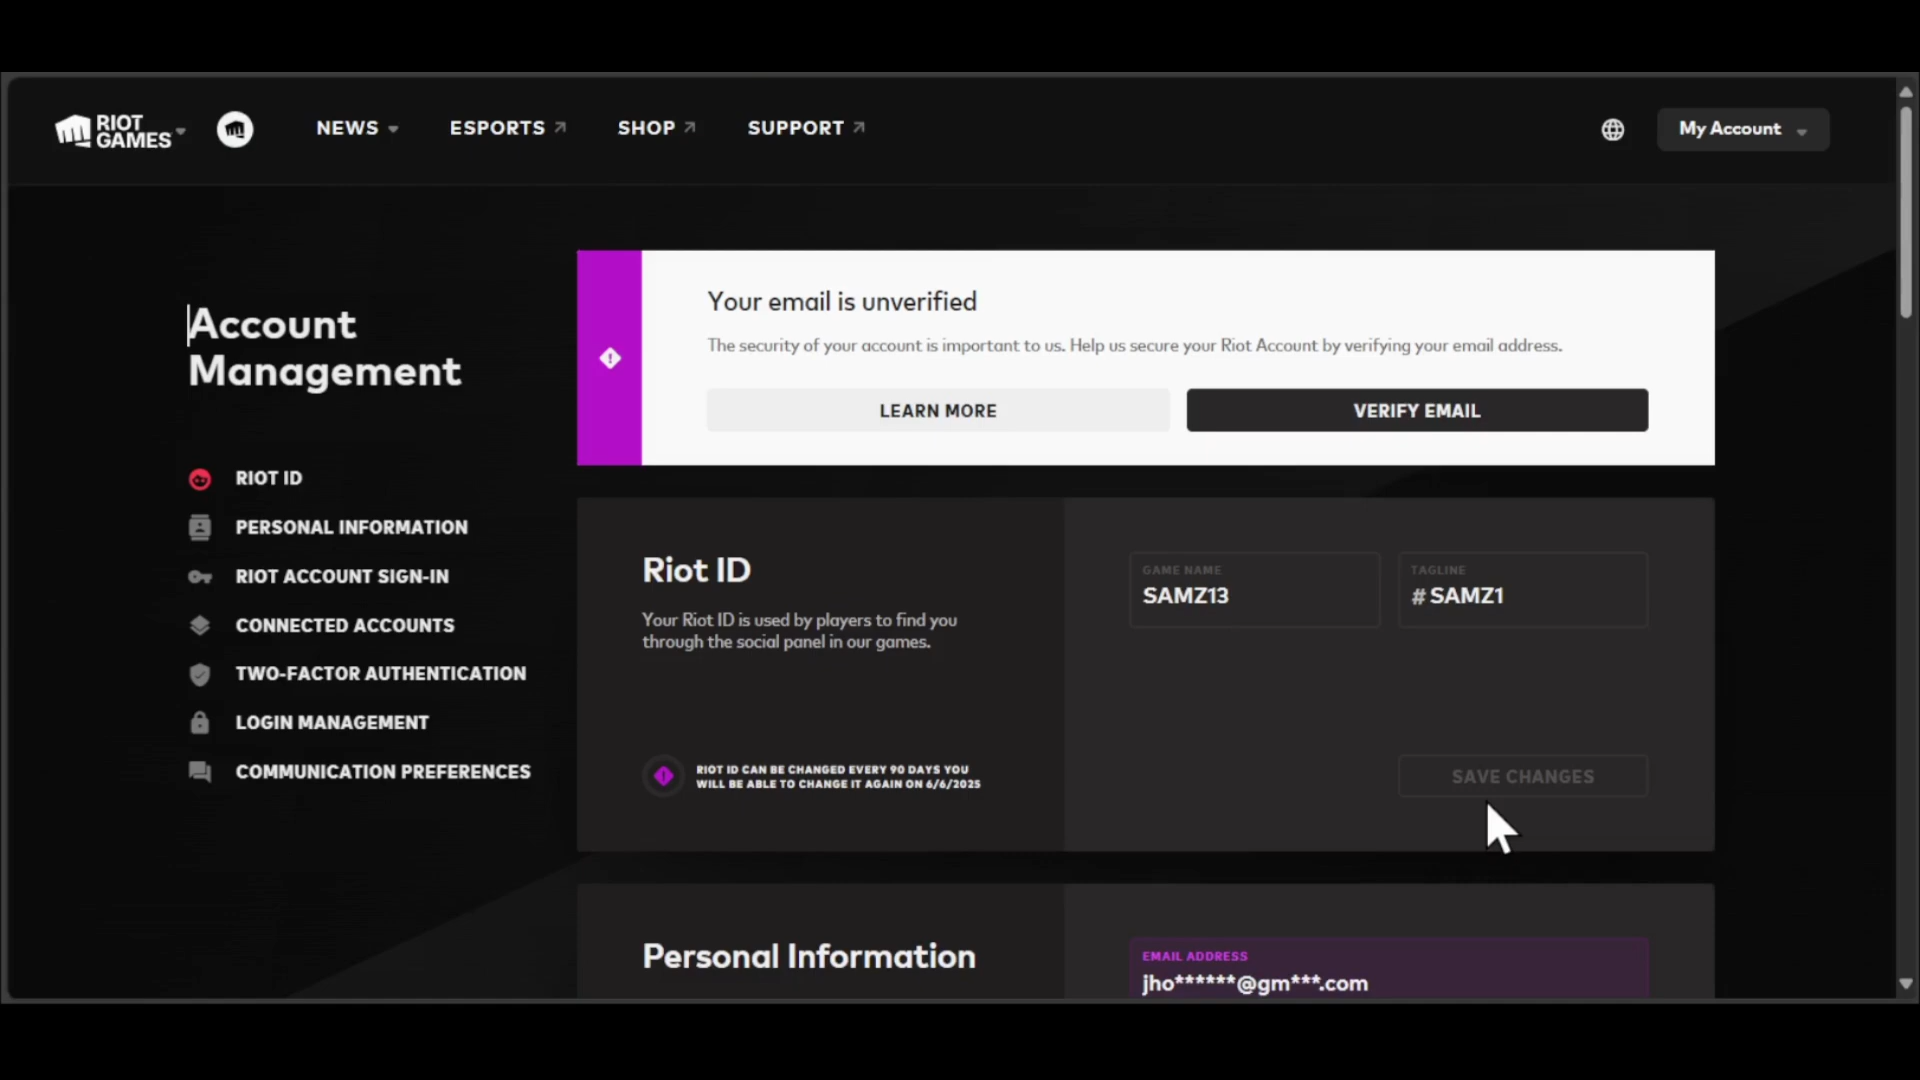 RIOT
GAMES
NEWS
ESPORTS
SHOP
SUPPORT
My Account
Account
Management
RIOT ID
PERSONAL INFORMATION
RIOT ACCOUNT SIGN-IN
CONNECTED ACCOUNTS
TWO-FACTOR AUTHENTICATION
LOGIN MANAGEMENT
COMMUNICATION PREFERENCES
Your email is unverified
The security of your account is important to us. Help us secure your Riot Account by verifying your email address.
LEARN MORE
VERIFY EMAIL
Riot ID
Your Riot ID is used by players to find you
through the social panel in our games.
RIOT ID CAN BE CHANGED EVERY 90 DAYS YOU
WILL BE ABLE TO CHANGE IT AGAIN ON 6/6/2025
GAME NAME
SAMZ13
TAGLINE
# SAMZ1
SAVE CHANGES
Personal Information
EMAIL ADDRESS
jho******@gm***.com